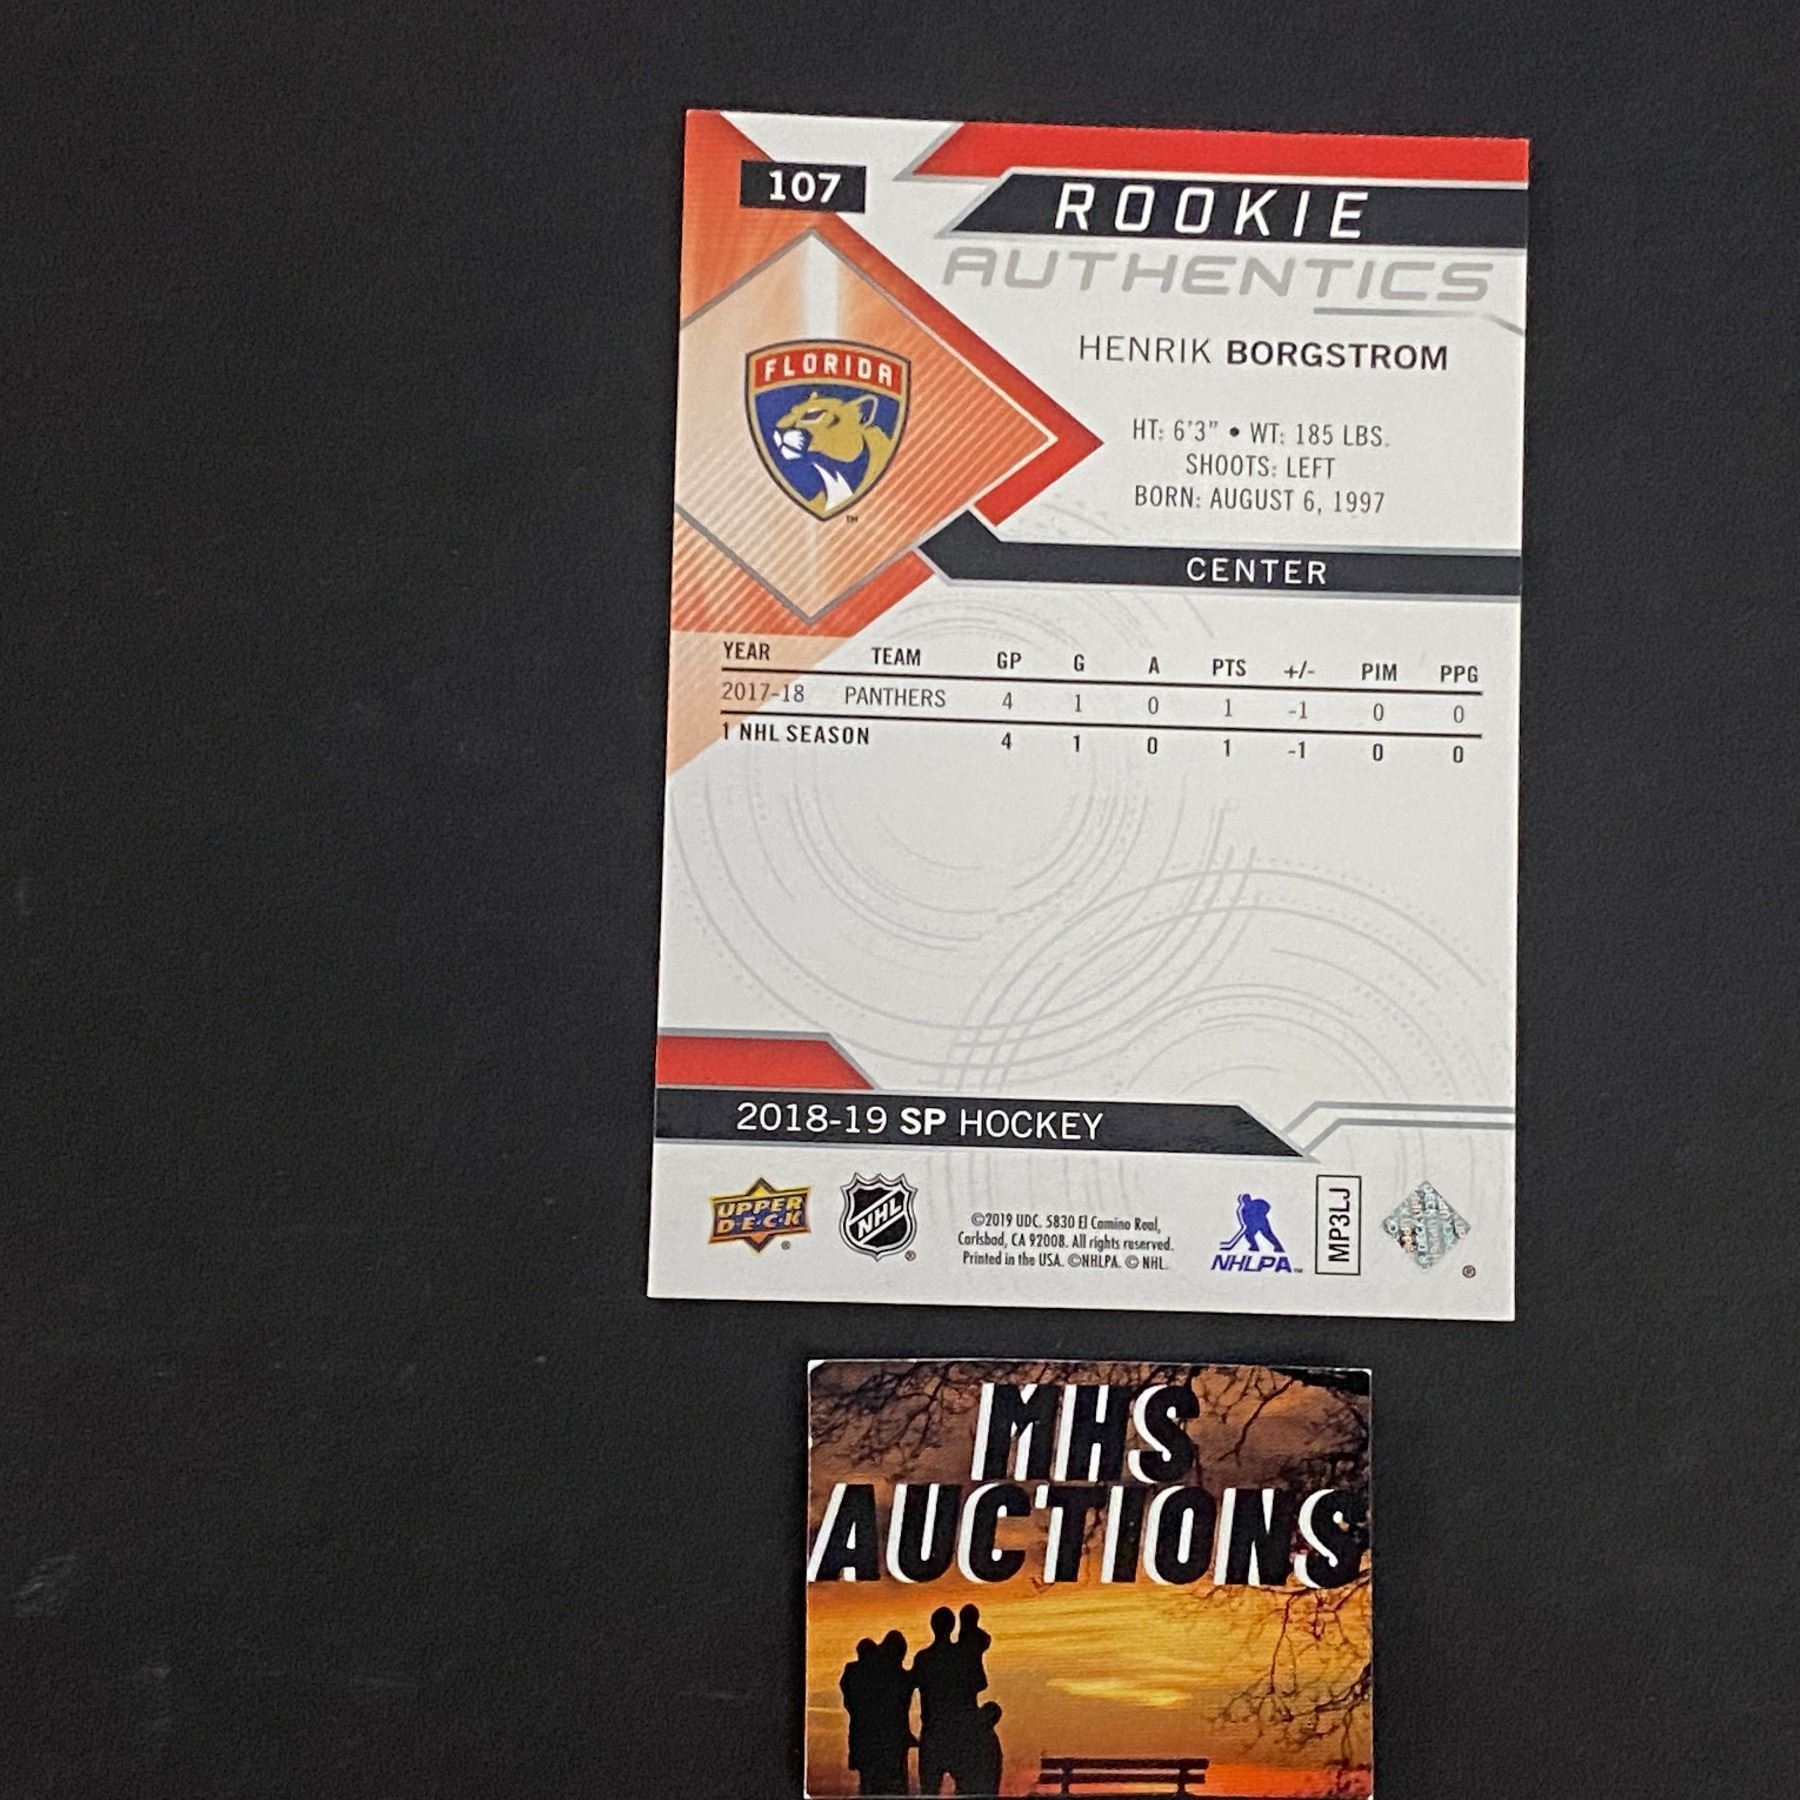 107
ROOKIE
AUTHENTICS
HENRIK BORGSTROM
FLORIDA
TM
HT: 6'3" • WT: 185 LBS.
SHOOTS: LEFT
BORN: AUGUST 6, 1997
CENTER
YEAR TEAM GP G A PTS +/- PIM PPG
2017-18 PANTHERS 4 1 0 1 -1 0 0
1 NHL SEASON 4 1 0 1 -1 0 0
2018-19 SP HOCKEY
UPPER
D·E·C·K
®
NHL
®
©2019 UDC. 5830 El Camino Real,
Carlsbad, CA 92008. All rights reserved.
Printed in the USA. ©NHLPA. © NHL.
NHLPA
MP3LJ
®
MHS
AUCTIONS